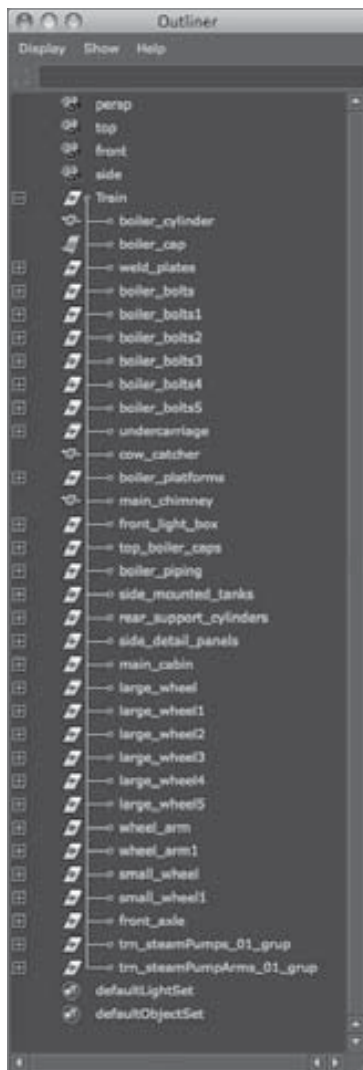 Outliner
Display Show Help
persp
top
front
side
Train
boiler_cylinder
boiler_cap
weld_plates
boiler_bolts
boiler_bolts1
boiler_bolts2
boiler_bolts3
boiler_bolts4
boiler_bolts5
undercarriage
cow_catcher
boiler_platforms
main_chimney
front_light_box
top_boiler_caps
boiler_piping
side_mounted_tanks
rear_support_cylinders
side_detail_panels
main_cabin
large_wheel
large_wheel1
large_wheel2
large_wheel3
large_wheel4
large_wheel5
wheel_arm
wheel_arm1
small_wheel
small_wheel1
front_axle
trn_steamPumps_01_grup
trn_steamPumpArms_01_grup
defaultLightSet
defaultObjectSet